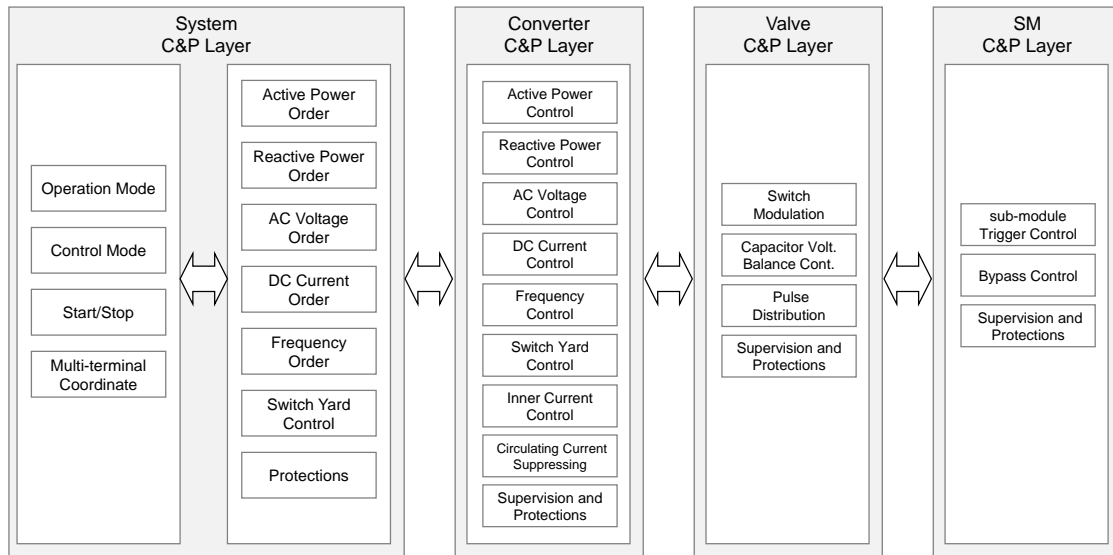 System
C&P Layer
Operation Mode
Control Mode
Start/Stop
Multi-terminal
Coordinate
Active Power
Order
Reactive Power
Order
AC Voltage
Order
DC Current
Order
Frequency
Order
Switch Yard
Control
Protections
Converter
C&P Layer
Active Power
Control
Reactive Power
Control
AC Voltage
Control
DC Current
Control
Frequency
Control
Switch Yard
Control
Inner Current
Control
Circulating Current
Suppressing
Supervision and
Protections
Valve
C&P Layer
Switch
Modulation
Capacitor Volt.
Balance Cont.
Pulse
Distribution
Supervision and
Protections
SM
C&P Layer
sub-module
Trigger Control
Bypass Control
Supervision and
Protections